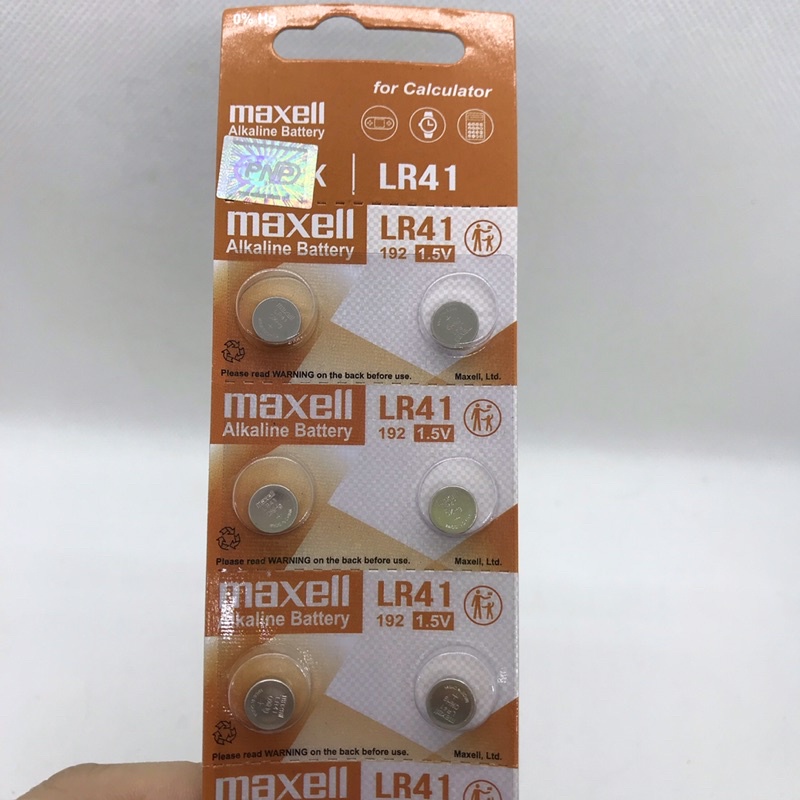 0% Hg
for Calculator
maxell
Alkaline Battery
PNP
K | LR41
maxell
Alkaline Battery
LR41
192 1.5V
Please read WARNING on the back before use.
Maxell, Ltd.
maxell
Alkaline Battery
LR41
192 1.5V
Please read WARNING on the back before use.
Maxell, Ltd.
maxell
lkaline Battery
LR41
192 1.5V
Please read WARNING on the back before use.
Maxell, Ltd.
maxell
LR41